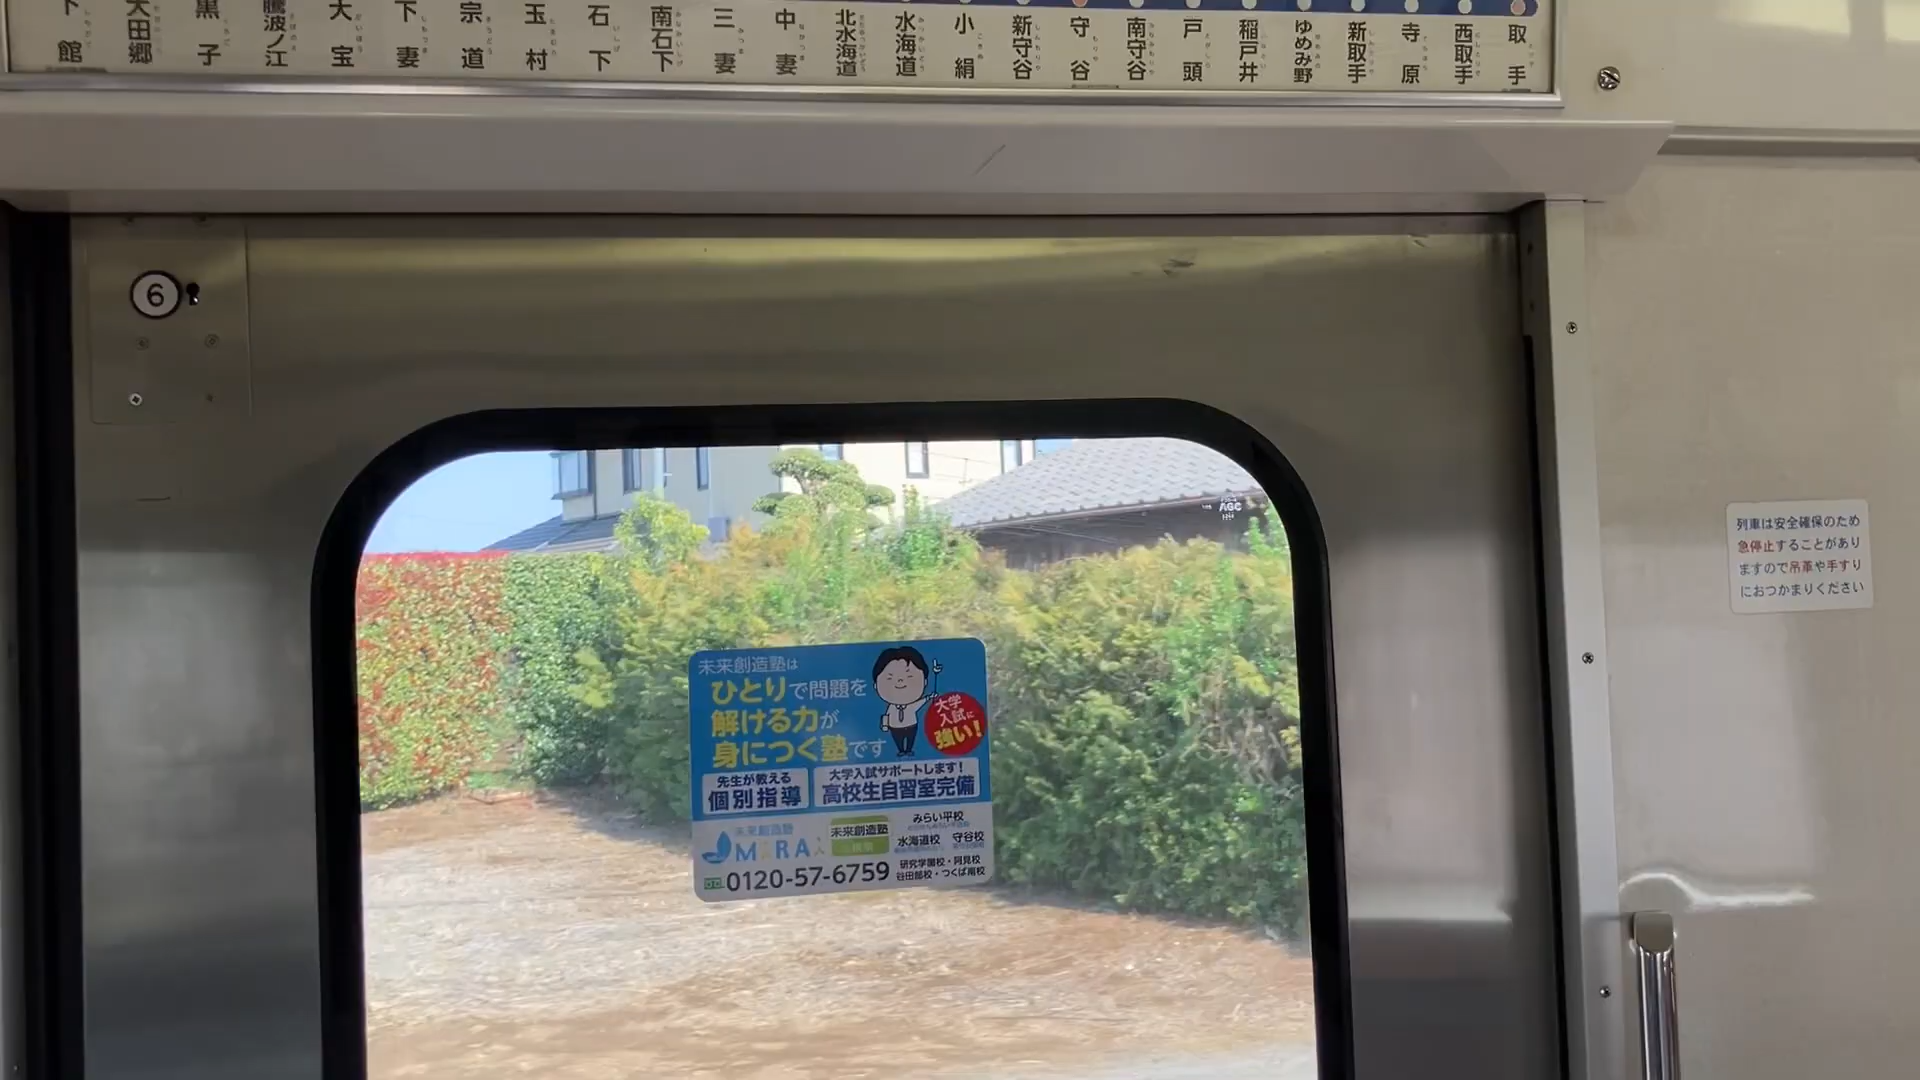 下館
大田郷
黒子
騰波ノ江
大宝
下妻
宗道
玉村
石下
南石下
三妻
中妻
北水海道
水海道
小絹
新守谷
守谷
南守谷
戸頭
稲戸井
ゆめみ野
新取手
寺原
西取手
取手
6
AGC
列車は安全確保のため
急停止することがあり
ますので吊革や手すり
におつかまりください
未来創造塾は
ひとりで問題を
解ける力が
身につく塾です
大学
入試に
強い!
先生が教える
個別指導
大学入試サポートします!
高校生自習室完備
未来創造塾
MIRAI
未来創造塾
みらい平校
水海道校 守谷校
研究学園校・阿見校
谷田部校・つくば南校
0120-57-6759